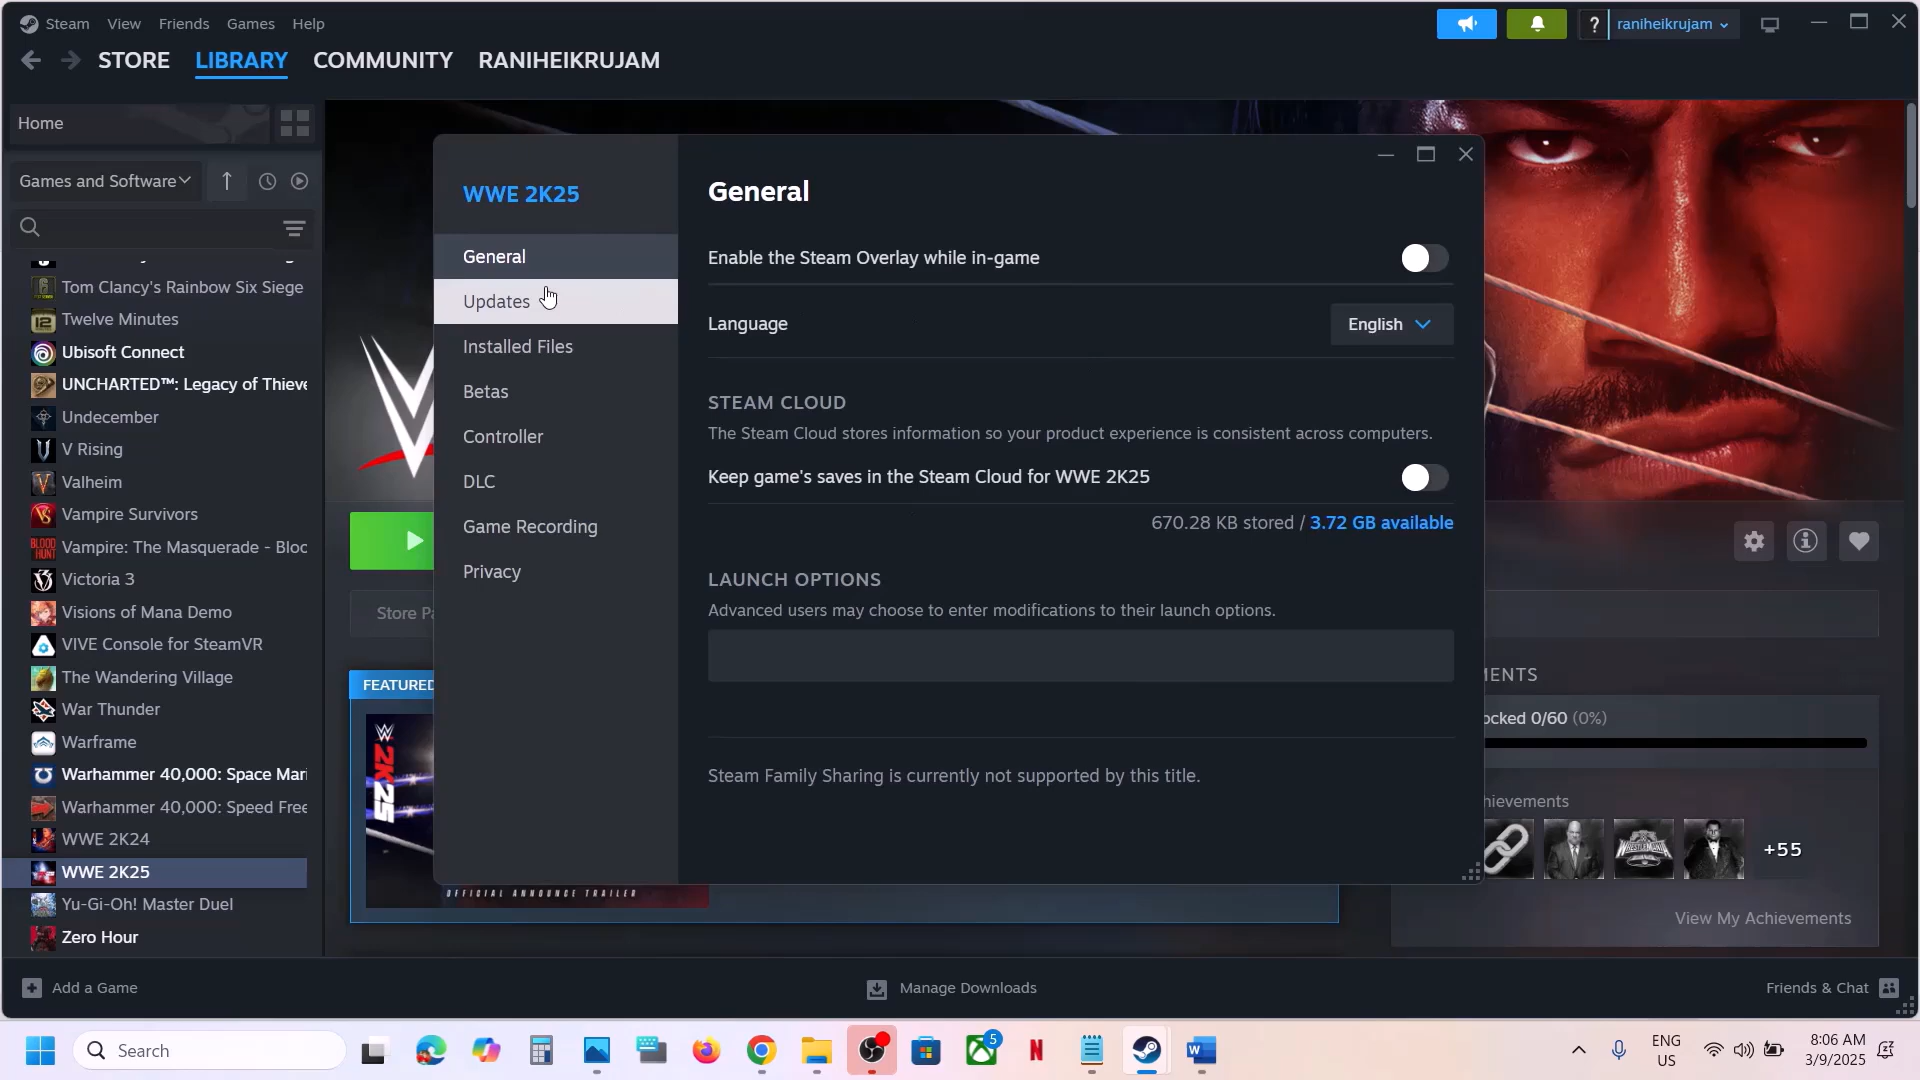 Steam View Friends Games Help
? raniheikrujam
STORE LIBRARY COMMUNITY RANIHEIKRUJAM
Home
Games and Software
Tom Clancy's Rainbow Six Siege
Twelve Minutes
Ubisoft Connect
UNCHARTED™: Legacy of Thieve
Undecember
V Rising
Valheim
Vampire Survivors
Vampire: The Masquerade - Bloo
Victoria 3
Visions of Mana Demo
VIVE Console for SteamVR
The Wandering Village
War Thunder
Warframe
Warhammer 40,000: Space Mari
Warhammer 40,000: Speed Free
WWE 2K24
WWE 2K25
Yu-Gi-Oh! Master Duel
Zero Hour
WWE 2K25
General
Updates
Installed Files
Betas
Controller
DLC
Game Recording
Privacy
General
Enable the Steam Overlay while in-game
Language English
STEAM CLOUD
The Steam Cloud stores information so your product experience is consistent across computers.
Keep game's saves in the Steam Cloud for WWE 2K25
670.28 KB stored / 3.72 GB available
LAUNCH OPTIONS
Advanced users may choose to enter modifications to their launch options.
Steam Family Sharing is currently not supported by this title.
Store Pa
FEATURED
2K25
OFFICIAL ANNOUNCE TRAILER
MENTS
ocked 0/60 (0%)
hievements
+55
View My Achievements
Add a Game
Manage Downloads
Friends & Chat
Search
5
ENG
US
8:06 AM
3/9/2025